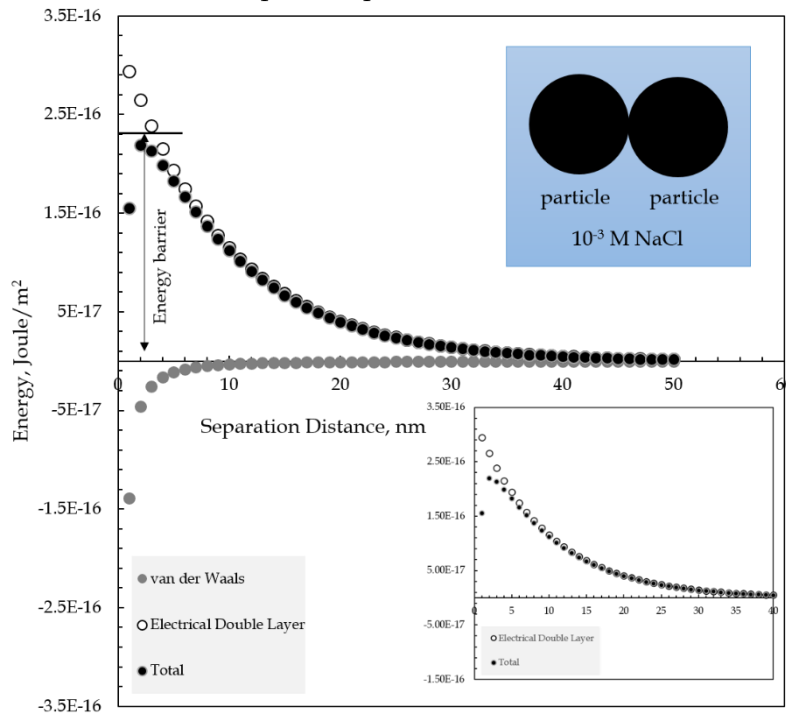 3.5E-16
2.5E-16
1.5E-16
5E-17
-5E-17
-1.5E-16
-2.5E-16
-3.5E-16
Energy, Joule/m²
Energy barrier
particle particle
10⁻³ M NaCl
0 10 20 30 40 50 60
Separation Distance, nm
van der Waals
Electrical Double Layer
Total
3.50E-16
2.50E-16
1.50E-16
5.00E-17
-5.00E-17
-1.50E-16
0 5 10 15 20 25 30 35 40
Electrical Double Layer
Total